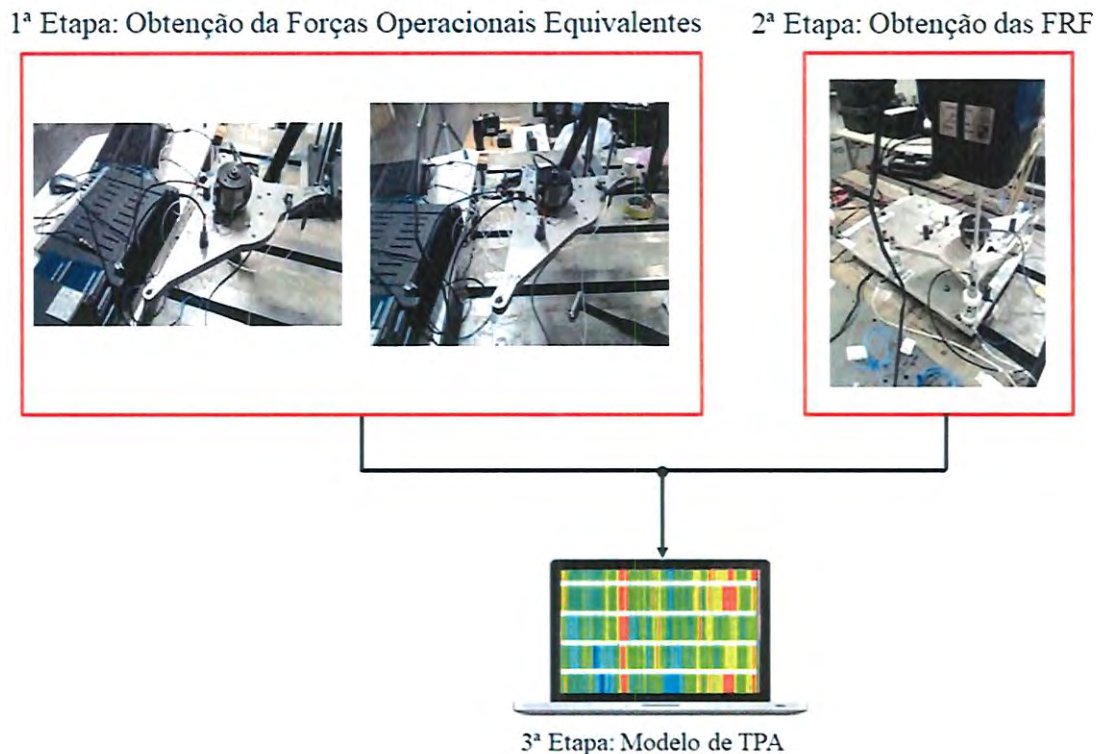 1ª Etapa: Obtenção da Forças Operacionais Equivalentes
2ª Etapa: Obtenção das FRF
3ª Etapa: Modelo de TPA